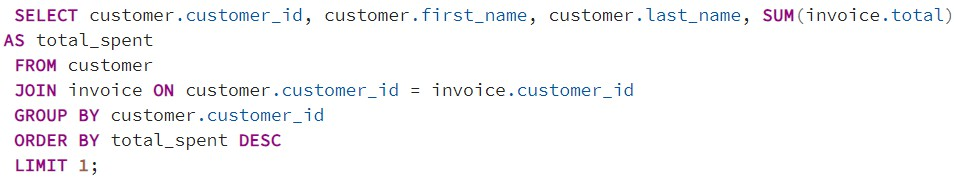 SELECT customer.customer_id, customer.first_name, customer.last_name, SUM(invoice.total)
AS total_spent
FROM customer
JOIN invoice ON customer.customer_id = invoice.customer_id
GROUP BY customer.customer_id
ORDER BY total_spent DESC
LIMIT 1;